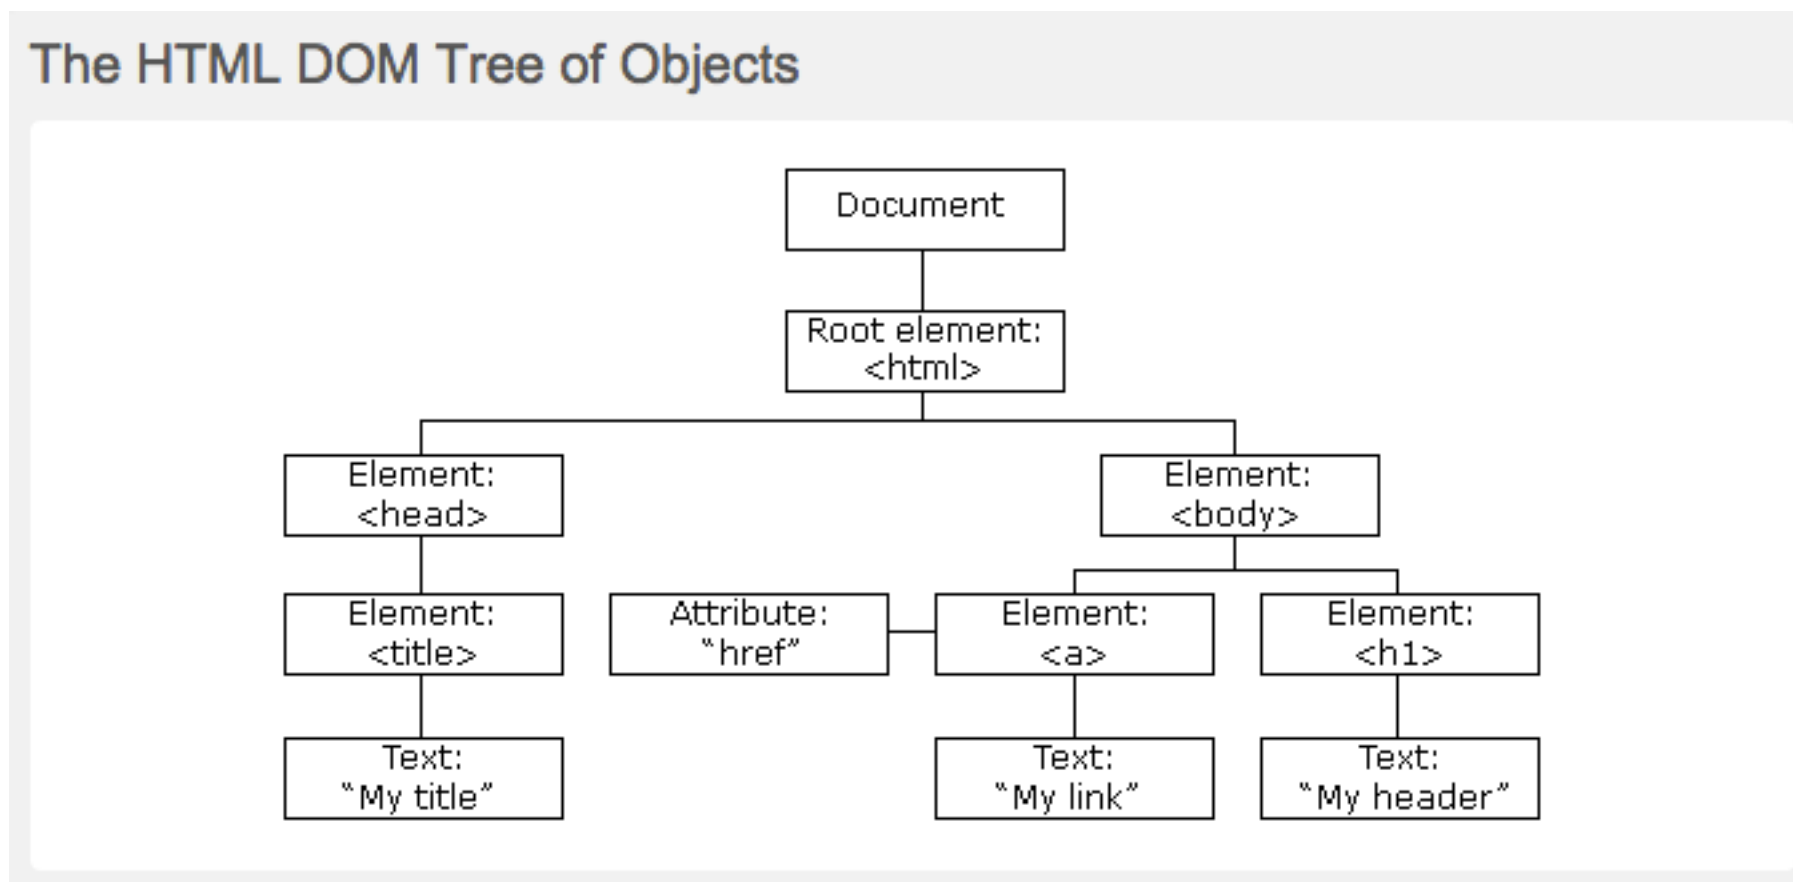 The HTML DOM Tree of Objects
Document
Root element:
<html>
Element:
<head>
Element:
<body>
Element:
<title>
Attribute:
“href”
Element:
<a>
Element:
<h1>
Text:
“My title”
Text:
“My link”
Text:
“My header”